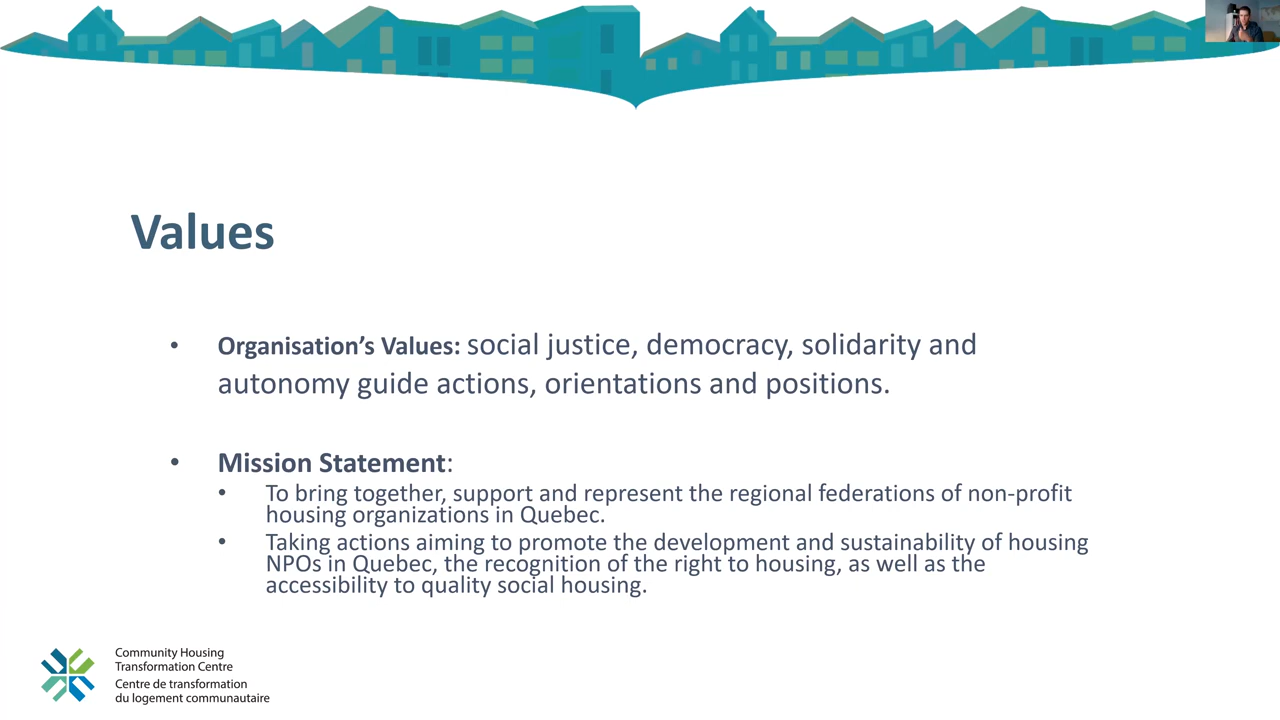 Values
• Organisation’s Values: social justice, democracy, solidarity and
autonomy guide actions, orientations and positions.
• Mission Statement:
• To bring together, support and represent the regional federations of non-profit
housing organizations in Quebec.
• Taking actions aiming to promote the development and sustainability of housing
NPOs in Quebec, the recognition of the right to housing, as well as the
accessibility to quality social housing.
Community Housing
Transformation Centre
Centre de transformation
du logement communautaire